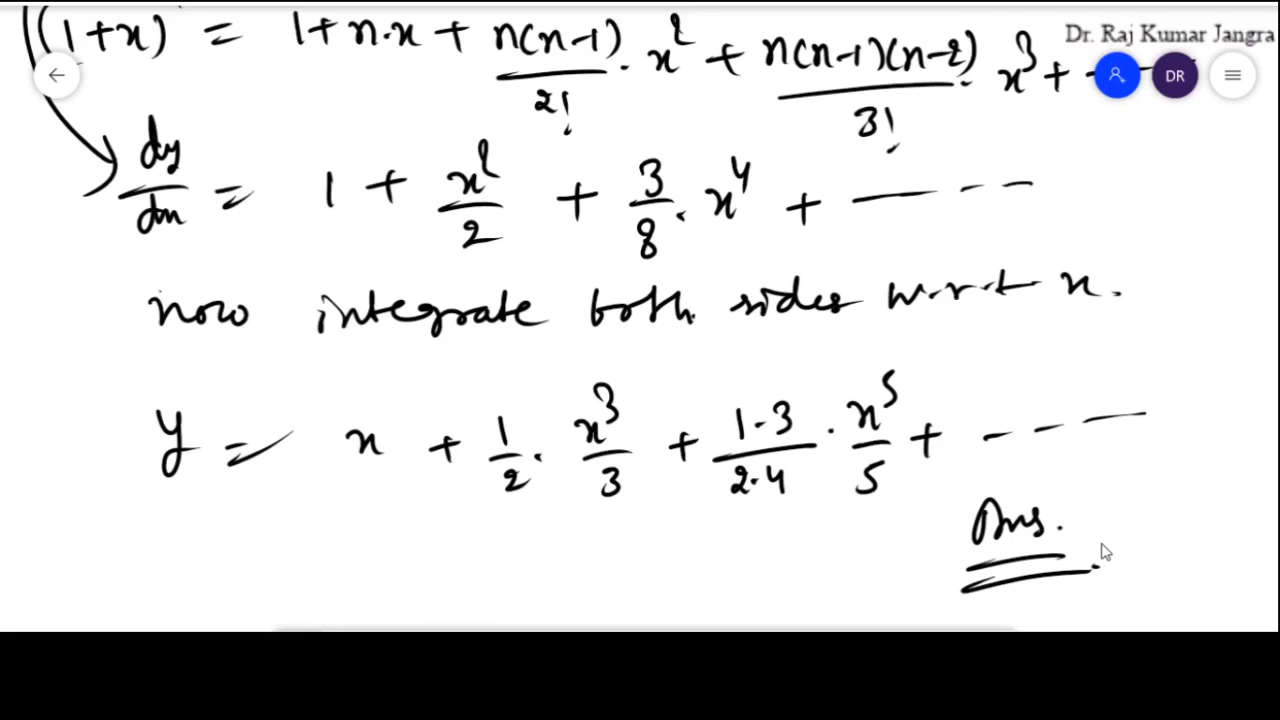 Dr. Raj Kumar Jangra
(1+x) = 1+n.x + n(n-1)/2! . x² + n(n-1)(n-2)/3! . x³ + - - -
DR
dy/dx = 1 + x²/2 + 3/8 . x⁴ + - - -
now integrate both sides w.r.t x.
y = x + 1/2 . x³/3 + 1.3/2.4 . x⁵/5 + - - -
Ans.